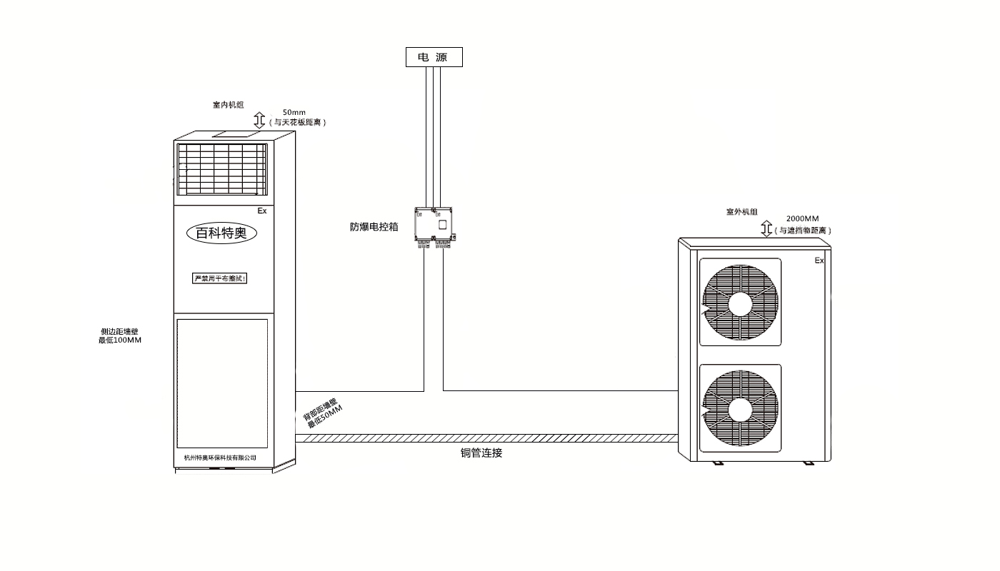 电 源
室内机组
50mm
（与天花板距离）
Ex
百科特奥
严禁用干布擦拭！
防爆电控箱
室外机组
2000MM
（与遮挡物距离）
Ex
侧边距墙壁
最低100MM
背部距墙壁
最低50MM
铜管连接
杭州特奥环保科技有限公司